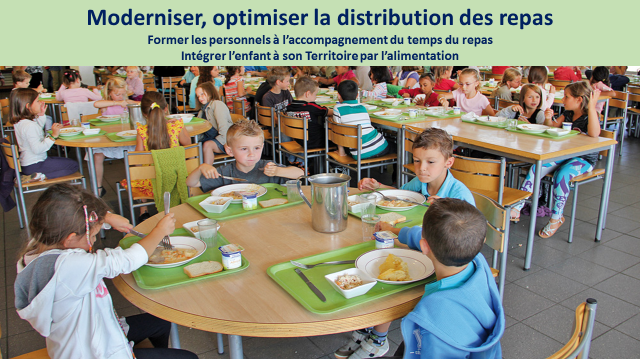 Moderniser, optimiser la distribution des repas
Former les personnels à l'accompagnement du temps du repas
Intégrer l'enfant à son Territoire par l'alimentation